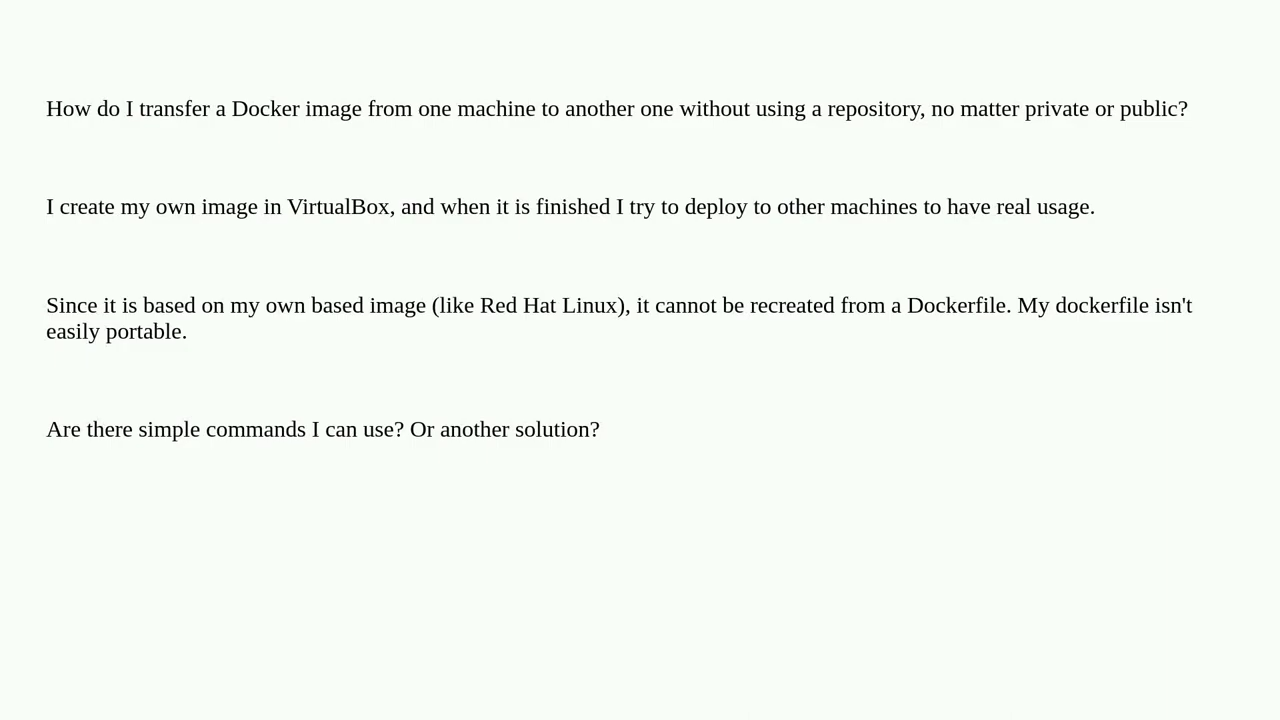 How do I transfer a Docker image from one machine to another one without using a repository, no matter private or public?
I create my own image in VirtualBox, and when it is finished I try to deploy to other machines to have real usage.
Since it is based on my own based image (like Red Hat Linux), it cannot be recreated from a Dockerfile. My dockerfile isn't
easily portable.
Are there simple commands I can use? Or another solution?